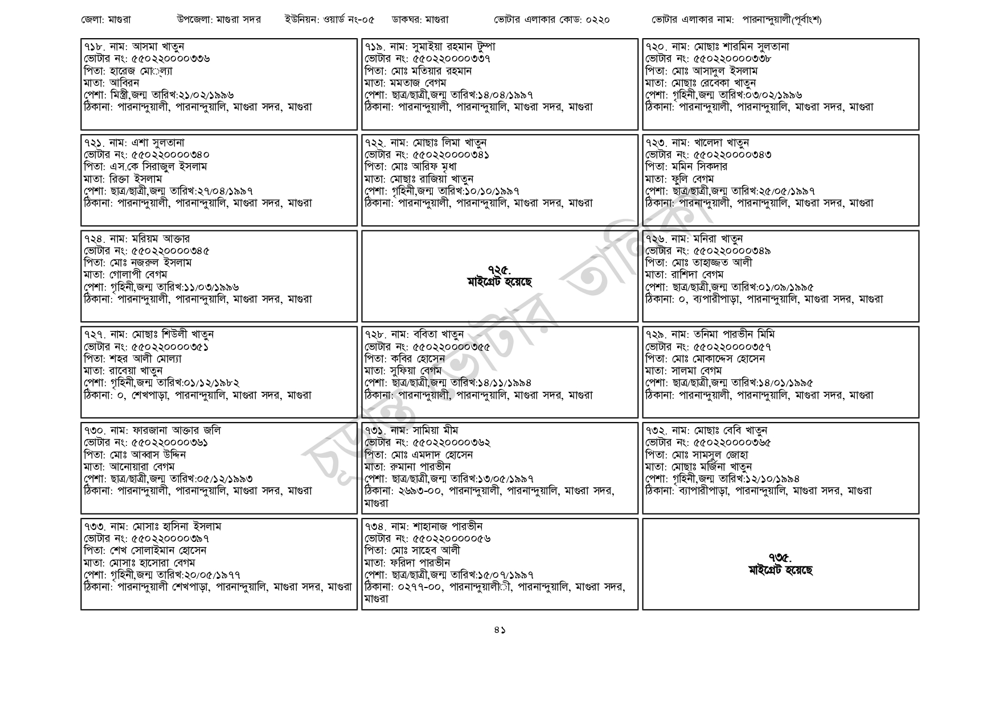 জেলা: মাগুরা উপজেলা: মাগুরা সদর ইউনিয়ন: ওয়ার্ড নং-০৫ ডাকঘর: মাগুরা ভোটার এলাকার কোড: ০২২০ ভোটার এলাকার নাম: পারনান্দুয়ালী(পূর্বাংশ)
৭১৮. নাম: আসমা খাতুন
ভোটার নং: ৫৫০২২০০০০৩৩৬
পিতা: হারেজ মো্ল্যা
মাতা: আবিরন
পেশা: মিস্ত্রী,জন্ম তারিখ:২১/০২/১৯৯৬
ঠিকানা: পারনান্দুয়ালী, পারনান্দুয়ালি, মাগুরা সদর, মাগুরা
৭১৯. নাম: সুমাইয়া রহমান টুম্পা
ভোটার নং: ৫৫০২২০০০০৩৩৭
পিতা: মোঃ মতিয়ার রহমান
মাতা: মমতাজ বেগম
পেশা: ছাত্র/ছাত্রী,জন্ম তারিখ:১৪/০৪/১৯৯৭
ঠিকানা: পারনান্দুয়ালী, পারনান্দুয়ালি, মাগুরা সদর, মাগুরা
৭২০. নাম: মোছাঃ শারমিন সুলতানা
ভোটার নং: ৫৫০২২০০০০৩৩৮
পিতা: মোঃ আসাদুল ইসলাম
মাতা: মোছাঃ রেবেকা খাতুন
পেশা: গৃহিনী,জন্ম তারিখ:০৩/০২/১৯৯৬
ঠিকানা: পারনান্দুয়ালী, পারনান্দুয়ালি, মাগুরা সদর, মাগুরা
৭২১. নাম: এশা সুলতানা
ভোটার নং: ৫৫০২২০০০০৩৪০
পিতা: এস.কে সিরাজুল ইসলাম
মাতা: রিক্তা ইসলাম
পেশা: ছাত্র/ছাত্রী,জন্ম তারিখ:২৭/০৪/১৯৯৭
ঠিকানা: পারনান্দুয়ালী, পারনান্দুয়ালি, মাগুরা সদর, মাগুরা
৭২২. নাম: মোছাঃ লিমা খাতুন
ভোটার নং: ৫৫০২২০০০০৩৪১
পিতা: মোঃ আরিফ মৃধা
মাতা: মোছাঃ রাজিয়া খাতুন
পেশা: গৃহিনী,জন্ম তারিখ:১০/১০/১৯৯৭
ঠিকানা: পারনান্দুয়ালী, পারনান্দুয়ালি, মাগুরা সদর, মাগুরা
৭২৩. নাম: খালেদা খাতুন
ভোটার নং: ৫৫০২২০০০০৩৪৩
পিতা: মমিন সিকদার
মাতা: ফুলি বেগম
পেশা: ছাত্র/ছাত্রী,জন্ম তারিখ:২৫/০৫/১৯৯৭
ঠিকানা: পারনান্দুয়ালী, পারনান্দুয়ালি, মাগুরা সদর, মাগুরা
৭২৪. নাম: মরিয়ম আক্তার
ভোটার নং: ৫৫০২২০০০০৩৪৫
পিতা: মোঃ নজরুল ইসলাম
মাতা: গোলাপী বেগম
পেশা: গৃহিনী,জন্ম তারিখ:১১/০৩/১৯৯৬
ঠিকানা: পারনান্দুয়ালী, পারনান্দুয়ালি, মাগুরা সদর, মাগুরা
৭২৫.
মাইগ্রেট হয়েছে
৭২৬. নাম: মনিরা খাতুন
ভোটার নং: ৫৫০২২০০০০৩৪৯
পিতা: মোঃ তাহাজ্জত আলী
মাতা: রাশিদা বেগম
পেশা: ছাত্র/ছাত্রী,জন্ম তারিখ:০১/০৯/১৯৯৫
ঠিকানা: ০, ব্যপারীপাড়া, পারনান্দুয়ালি, মাগুরা সদর, মাগুরা
৭২৭. নাম: মোছাঃ শিউলী খাতুন
ভোটার নং: ৫৫০২২০০০০৩৫১
পিতা: শহর আলী মোল্যা
মাতা: রাবেয়া খাতুন
পেশা: গৃহিনী,জন্ম তারিখ:০১/১২/১৯৮২
ঠিকানা: ০, শেখপাড়া, পারনান্দুয়ালি, মাগুরা সদর, মাগুরা
৭২৮. নাম: ববিতা খাতুন
ভোটার নং: ৫৫০২২০০০০৩৫৫
পিতা: কবির হোসেন
মাতা: সুফিয়া বেগম
পেশা: ছাত্র/ছাত্রী,জন্ম তারিখ:১৪/১১/১৯৯৪
ঠিকানা: পারনান্দুয়ালী, পারনান্দুয়ালি, মাগুরা সদর, মাগুরা
৭২৯. নাম: তনিমা পারভীন মিমি
ভোটার নং: ৫৫০২২০০০০৩৫৭
পিতা: মোঃ মোকাদ্দেস হোসেন
মাতা: সালমা বেগম
পেশা: ছাত্র/ছাত্রী,জন্ম তারিখ:১৪/০১/১৯৯৫
ঠিকানা: পারনান্দুয়ালী, পারনান্দুয়ালি, মাগুরা সদর, মাগুরা
৭৩০. নাম: ফারজানা আক্তার জলি
ভোটার নং: ৫৫০২২০০০০৩৬১
পিতা: মোঃ আব্বাস উদ্দিন
মাতা: আনোয়ারা বেগম
পেশা: ছাত্র/ছাত্রী,জন্ম তারিখ:০৫/১২/১৯৯৩
ঠিকানা: পারনান্দুয়ালী, পারনান্দুয়ালি, মাগুরা সদর, মাগুরা
৭৩১. নাম: সামিয়া মীম
ভোটার নং: ৫৫০২২০০০০৩৬২
পিতা: মোঃ এমদাদ হোসেন
মাতা: রুমানা পারভীন
পেশা: ছাত্র/ছাত্রী,জন্ম তারিখ:১৩/০৫/১৯৯৭
ঠিকানা: ২৬৯৩-০০, পারনান্দুয়ালী, পারনান্দুয়ালি, মাগুরা সদর,
মাগুরা
৭৩২. নাম: মোছাঃ বেবি খাতুন
ভোটার নং: ৫৫০২২০০০০৩৬৫
পিতা: মোঃ সামসুল জোহা
মাতা: মোছাঃ মর্জিনা খাতুন
পেশা: গৃহিনী,জন্ম তারিখ:১২/১০/১৯৯৪
ঠিকানা: ব্যাপারীপাড়া, পারনান্দুয়ালি, মাগুরা সদর, মাগুরা
৭৩৩. নাম: মোসাঃ হাসিনা ইসলাম
ভোটার নং: ৫৫০২২০০০০৩৯৭
পিতা: শেখ সোলাইমান হোসেন
মাতা: মোসাঃ হাসোরা বেগম
পেশা: গৃহিনী,জন্ম তারিখ:২০/০৫/১৯৭৭
ঠিকানা: পারনান্দুয়ালী শেখপাড়া, পারনান্দুয়ালি, মাগুরা সদর, মাগুরা
৭৩৪. নাম: শাহানাজ পারভীন
ভোটার নং: ৫৫০২২০০০০০৫৬
পিতা: মোঃ সাহেব আলী
মাতা: ফরিদা পারভীন
পেশা: ছাত্র/ছাত্রী,জন্ম তারিখ:১৫/০৭/১৯৯৭
ঠিকানা: ০২৭৭-০০, পারনান্দুয়ালীী, পারনান্দুয়ালি, মাগুরা সদর,
মাগুরা
৭৩৫.
মাইগ্রেট হয়েছে
চূড়ান্ত ভোটার তালিকা
৪১